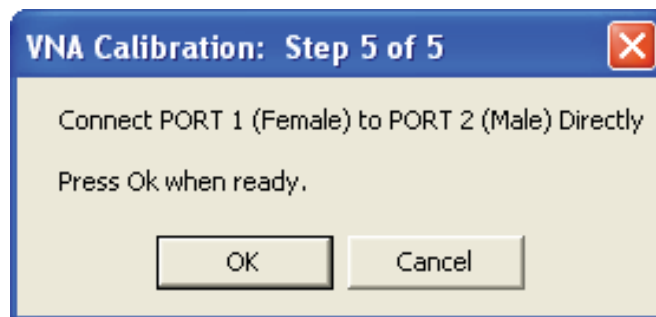 VNA Calibration: Step 5 of 5
Connect PORT 1 (Female) to PORT 2 (Male) Directly
Press Ok when ready.
OK
Cancel